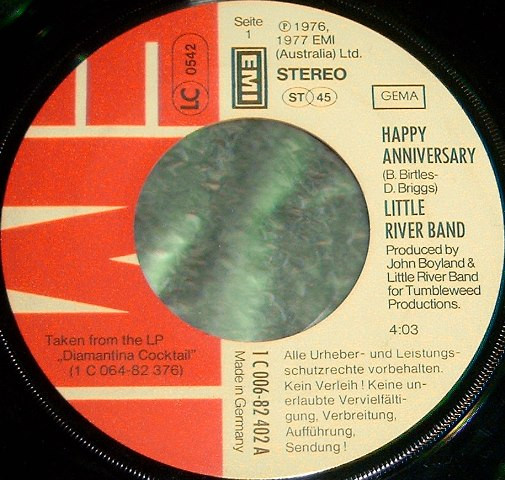 Seite
1
℗ 1976,
1977 EMI
(Australia) Ltd.
STEREO
EMI
LC 0542
ST 45
GEMA
HAPPY
ANNIVERSARY
(B. Birtles-
D. Briggs)
LITTLE
RIVER BAND
Produced by
John Boyland &
Little River Band
for Tumbleweed
Productions.
4:03
Taken from the LP
„Diamantina Cocktail"
(1 C 064-82 376)
1 C 006-82 402 A
Made in Germany
Alle Urheber- und Leistungs-
schutzrechte vorbehalten.
Kein Verleih! Keine un-
erlaubte Vervielfälti-
gung, Verbreitung,
Aufführung,
Sendung!